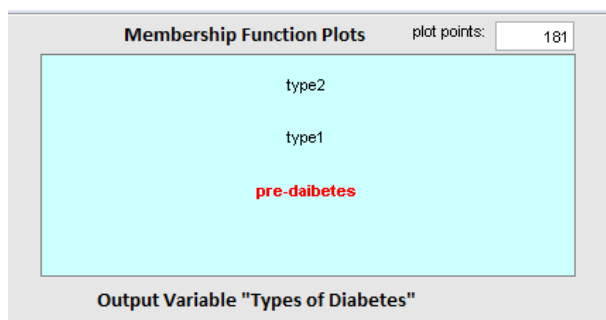 Membership Function Plots plot points: 181
type2
type1
pre-daibetes
Output Variable "Types of Diabetes"